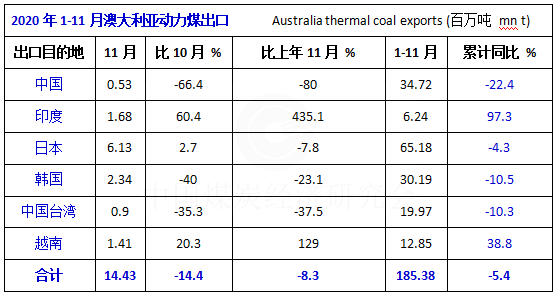 2020 年 1-11 月澳大利亚动力煤出口 Australia thermal coal exports (百万吨 mn t)
出口目的地 11 月 比 10 月 % 比上年 11 月 % 1-11 月 累计同比 %
中国 0.53 -66.4 -80 34.72 -22.4
印度 1.68 60.4 435.1 6.24 97.3
日本 6.13 2.7 -7.8 65.18 -4.3
韩国 2.34 -40 -23.1 30.19 -10.5
中国台湾 0.9 -35.3 -37.5 19.97 -10.3
越南 1.41 20.3 129 12.85 38.8
合计 14.43 -14.4 -8.3 185.38 -5.4